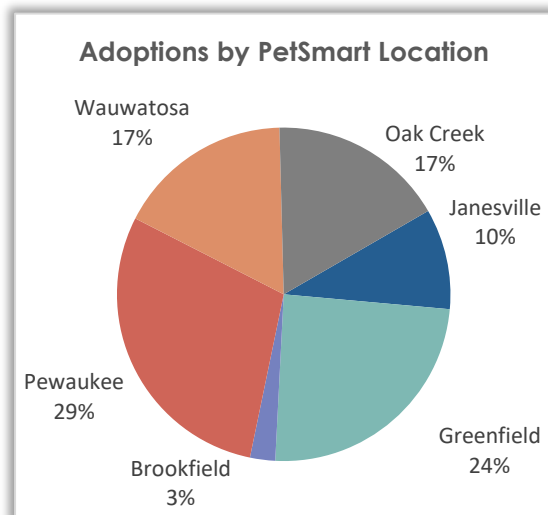 Adoptions by PetSmart Location
Wauwatosa
17%
Oak Creek
17%
Janesville
10%
Pewaukee
29%
Greenfield
24%
Brookfield
3%